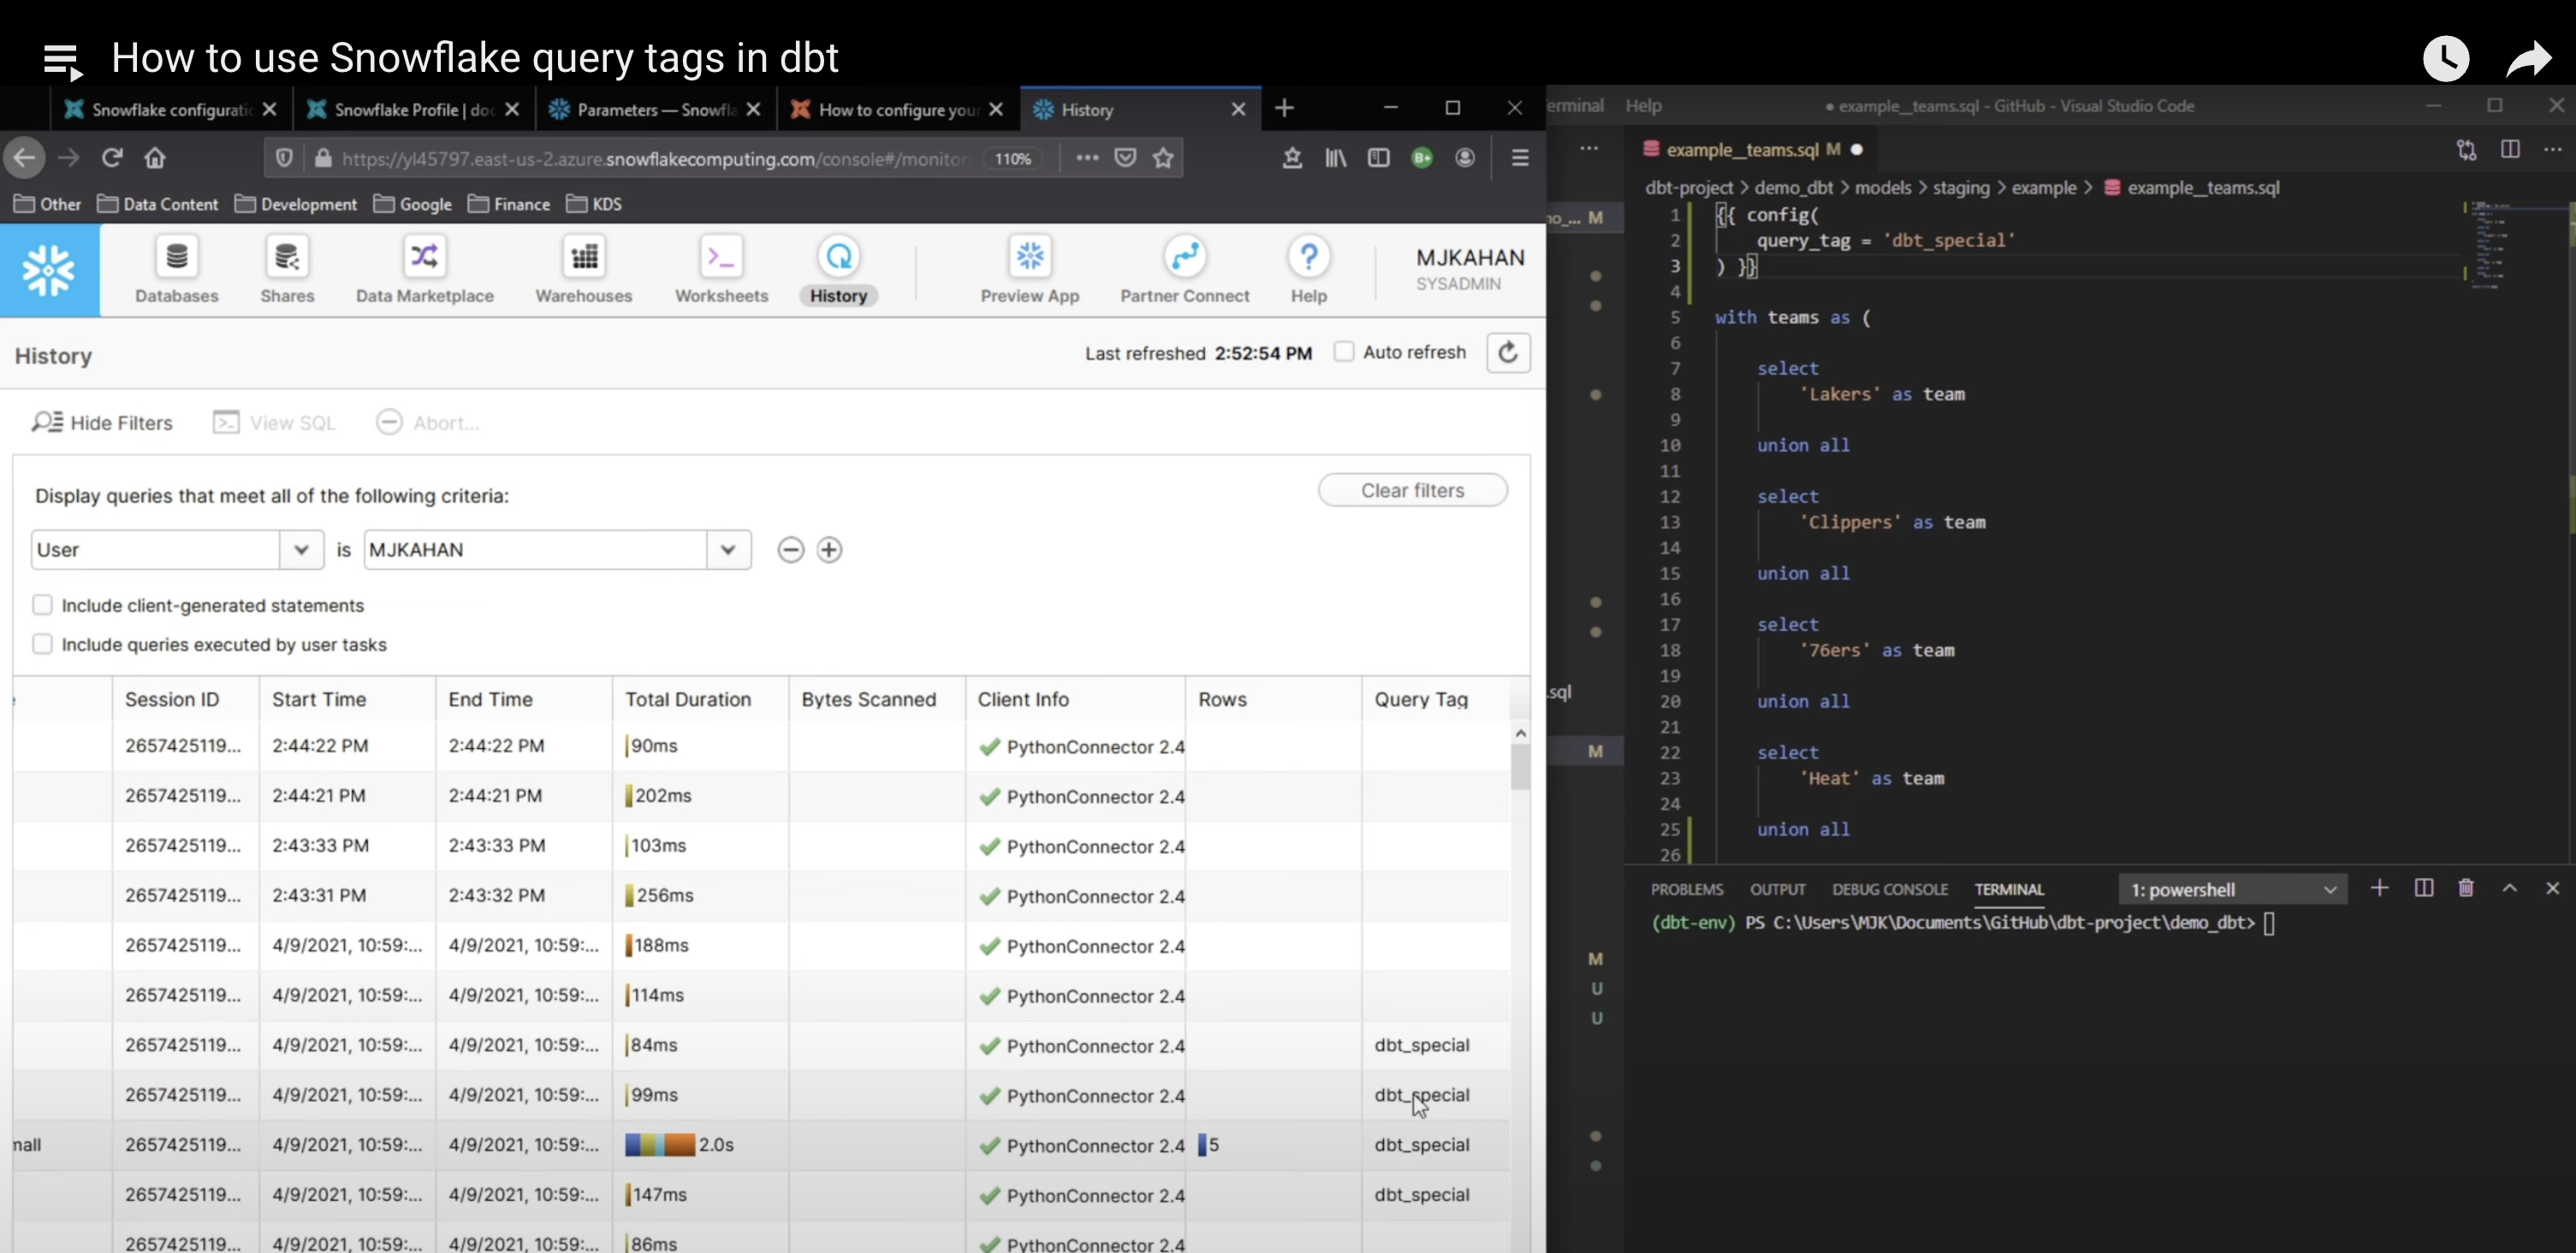 How to use Snowflake query tags in dbt
Snowflake configuratic
Snowflake Profile | doc
Parameters — Snowfla
How to configure your
History
https://yl45797.east-us-2.azure.snowflakecomputing.com/console#/monitor
110%
Other
Data Content
Development
Google
Finance
KDS
Databases
Shares
Data Marketplace
Warehouses
Worksheets
History
Preview App
Partner Connect
Help
MJKAHAN
SYSADMIN
History
Last refreshed 2:52:54 PM
Auto refresh
Hide Filters
View SQL
Abort...
Display queries that meet all of the following criteria:
Clear filters
User
is
MJKAHAN
Include client-generated statements
Include queries executed by user tasks
Session ID Start Time End Time Total Duration Bytes Scanned Client Info Rows Query Tag
2657425119... 2:44:22 PM 2:44:22 PM 90ms PythonConnector 2.4
2657425119... 2:44:21 PM 2:44:21 PM 202ms PythonConnector 2.4
2657425119... 2:43:33 PM 2:43:33 PM 103ms PythonConnector 2.4
2657425119... 2:43:31 PM 2:43:32 PM 256ms PythonConnector 2.4
2657425119... 4/9/2021, 10:59:... 4/9/2021, 10:59:... 188ms PythonConnector 2.4
2657425119... 4/9/2021, 10:59:... 4/9/2021, 10:59:... 114ms PythonConnector 2.4
2657425119... 4/9/2021, 10:59:... 4/9/2021, 10:59:... 84ms PythonConnector 2.4 dbt_special
2657425119... 4/9/2021, 10:59:... 4/9/2021, 10:59:... 99ms PythonConnector 2.4 dbt_special
mall 2657425119... 4/9/2021, 10:59:... 4/9/2021, 10:59:... 2.0s PythonConnector 2.4 5 dbt_special
2657425119... 4/9/2021, 10:59:... 4/9/2021, 10:59:... 147ms PythonConnector 2.4 dbt_special
2657425119... 4/9/2021, 10:59:... 4/9/2021, 10:59:... 86ms PythonConnector 2.4
erminal Help
● example__teams.sql - GitHub - Visual Studio Code
example__teams.sql M ●
dbt-project > demo_dbt > models > staging > example > example__teams.sql
1 {{ config(
2 query_tag = 'dbt_special'
3 ) }}
4
5 with teams as (
6
7 select
8 'Lakers' as team
9
10 union all
11
12 select
13 'Clippers' as team
14
15 union all
16
17 select
18 '76ers' as team
19
20 union all
21
22 select
23 'Heat' as team
24
25 union all
26
M
.sql
M
M
U
U
PROBLEMS OUTPUT DEBUG CONSOLE TERMINAL 1: powershell
(dbt-env) PS C:\Users\MJK\Documents\GitHub\dbt-project\demo_dbt>